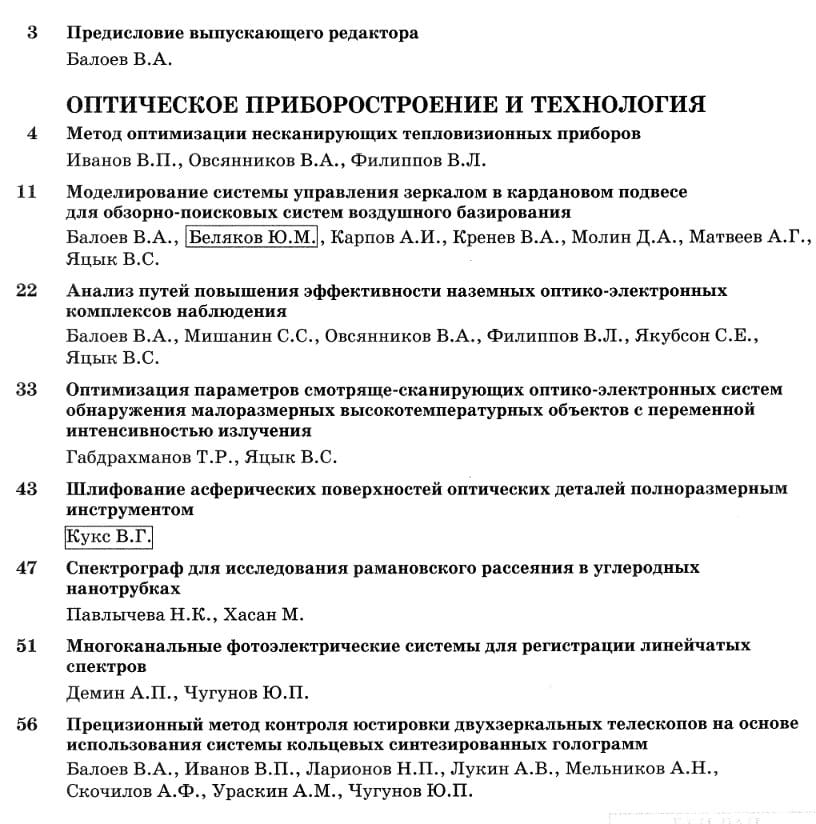 3 Предисловие выпускающего редактора
Балоев В.А.
ОПТИЧЕСКОЕ ПРИБОРОСТРОЕНИЕ И ТЕХНОЛОГИЯ
4 Метод оптимизации несканирующих тепловизионных приборов
Иванов В.П., Овсянников В.А., Филиппов В.Л.
11 Моделирование системы управления зеркалом в кардановом подвесе
для обзорно-поисковых систем воздушного базирования
Балоев В.А., Беляков Ю.М., Карпов А.И., Кренев В.А., Молин Д.А., Матвеев А.Г.,
Яцык В.С.
22 Анализ путей повышения эффективности наземных оптико-электронных
комплексов наблюдения
Балоев В.А., Мишанин С.С., Овсянников В.А., Филиппов В.Л., Якубсон С.Е.,
Яцык В.С.
33 Оптимизация параметров смотряще-сканирующих оптико-электронных систем
обнаружения малоразмерных высокотемпературных объектов с переменной
интенсивностью излучения
Габдрахманов Т.Р., Яцык В.С.
43 Шлифование асферических поверхностей оптических деталей полноразмерным
инструментом
Кукс В.Г.
47 Спектрограф для исследования рамановского рассеяния в углеродных
нанотрубках
Павлычева Н.К., Хасан М.
51 Многоканальные фотоэлектрические системы для регистрации линейчатых
спектров
Демин А.П., Чугунов Ю.П.
56 Прецизионный метод контроля юстировки двухзеркальных телескопов на основе
использования системы кольцевых синтезированных голограмм
Балоев В.А., Иванов В.П., Ларионов Н.П., Лукин А.В., Мельников А.Н.,
Скочилов А.Ф., Ураскин А.М., Чугунов Ю.П.